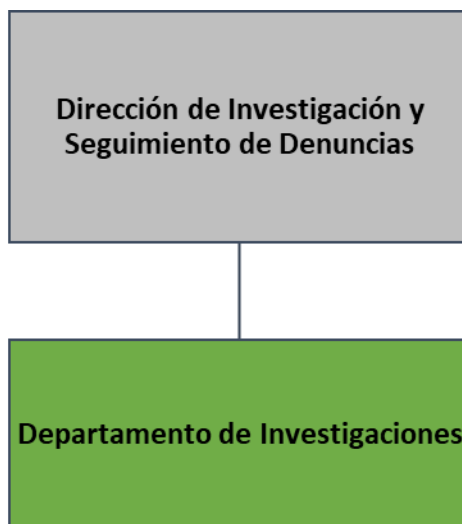 Dirección de Investigación y
Seguimiento de Denuncias
Departamento de Investigaciones